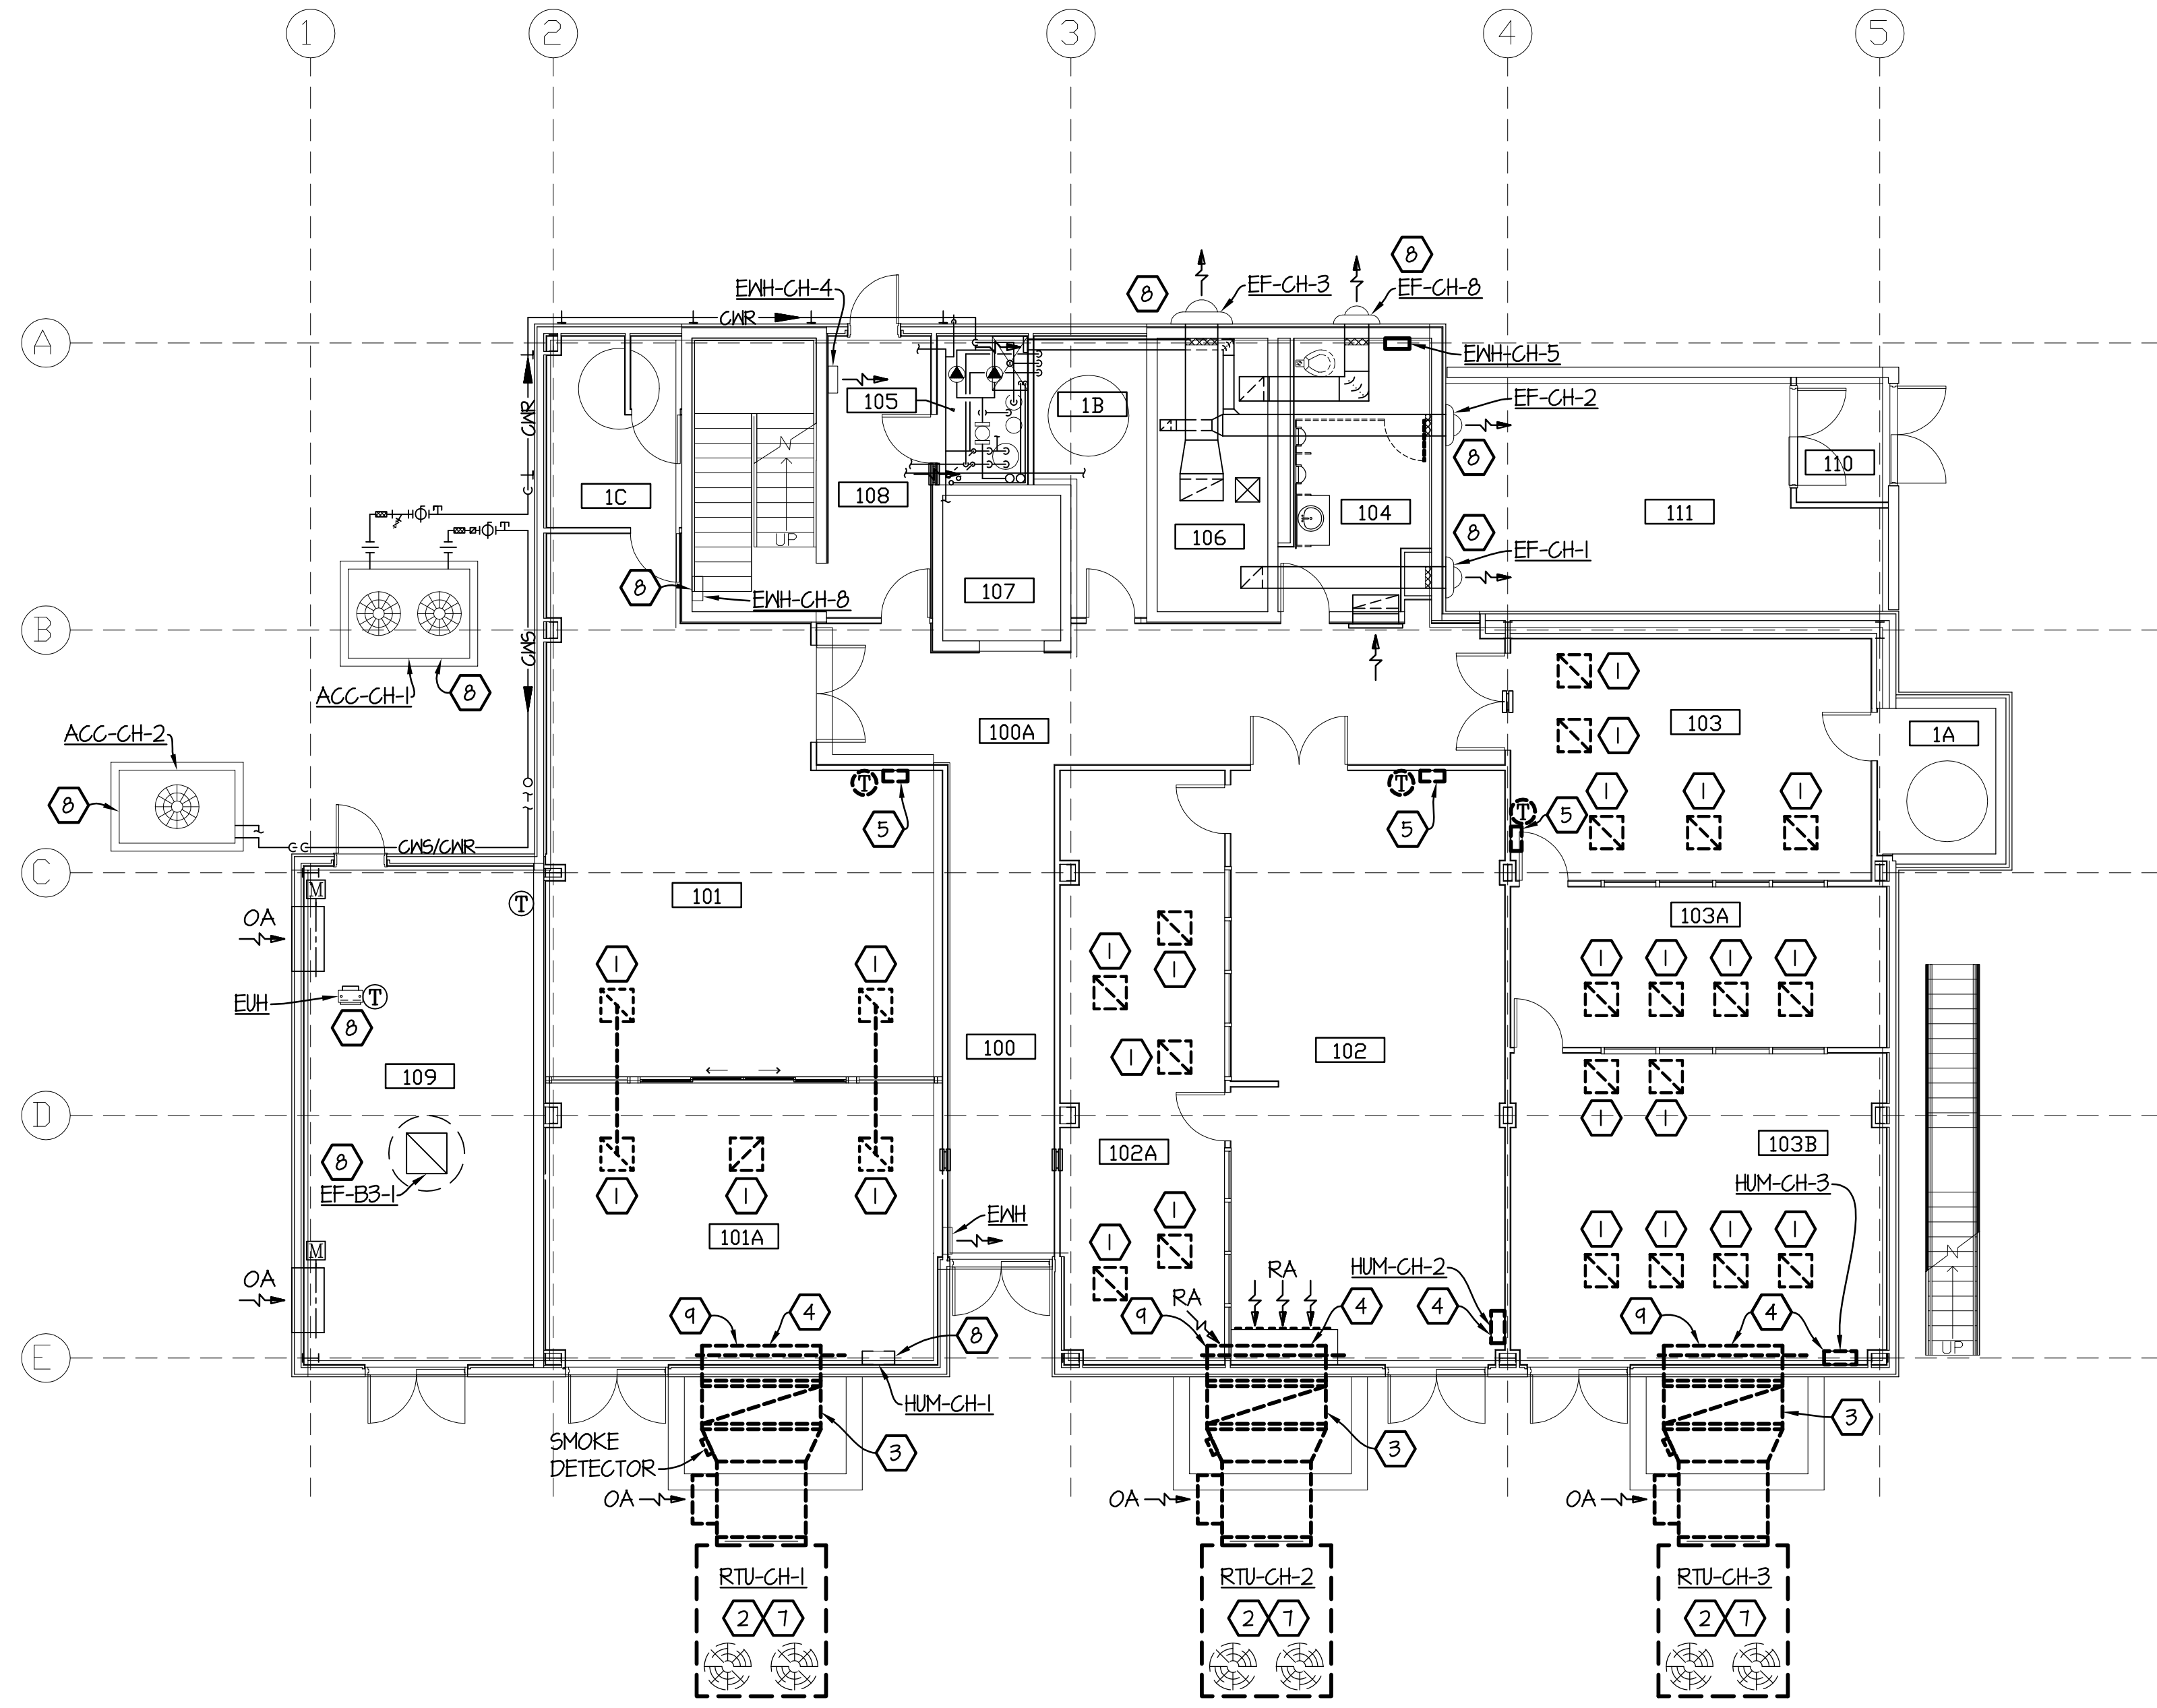 1 2 3 4 5
8
EWH-CH-4
EF-CH-3
EF-CH-8
8
CWR
A
EWH-CH-5
105
1B
EF-CH-2
CWR
8
110
1C
108
104
111
UP
106
8
EF-CH-1
8
EWH-CH-8
107
B
CWS
ACC-CH-1
8
1
103
100A
1
1A
ACC-CH-2
T
T
1 1 1
8
5
5
T
5
CWS/CWR
C
M
101
T
103A
OA
1
1
1
1
1 1 1 1
EUH
T
8
100
102
1
109
D
1 1
8
102A
103B
EF-B3-1
1 1 1
HUM-CH-3
101A
EWH
1
1
1 1 1 1
M
OA
RA
HUM-CH-2
9
4
8
9
RA
4
4
9
4
E
UP
HUM-CH-1
SMOKE
DETECTOR
3
3
3
OA
OA
OA
RTU-CH-1
RTU-CH-2
RTU-CH-3
2 7
2 7
2 7